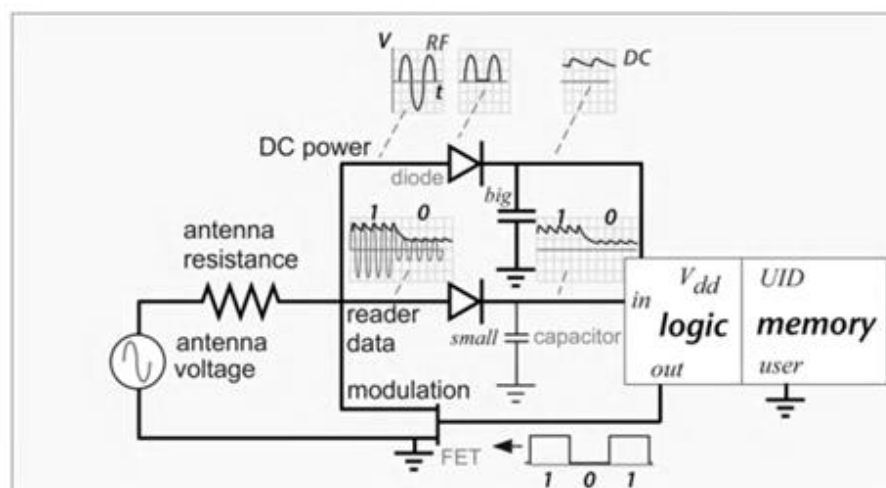 V RF
t
DC
DC power
diode
big
1 0
1 0
antenna
resistance
Vdd
UID
in
logic
memory
reader
data
small
capacitor
antenna
voltage
out
user
modulation
FET
1 0 1